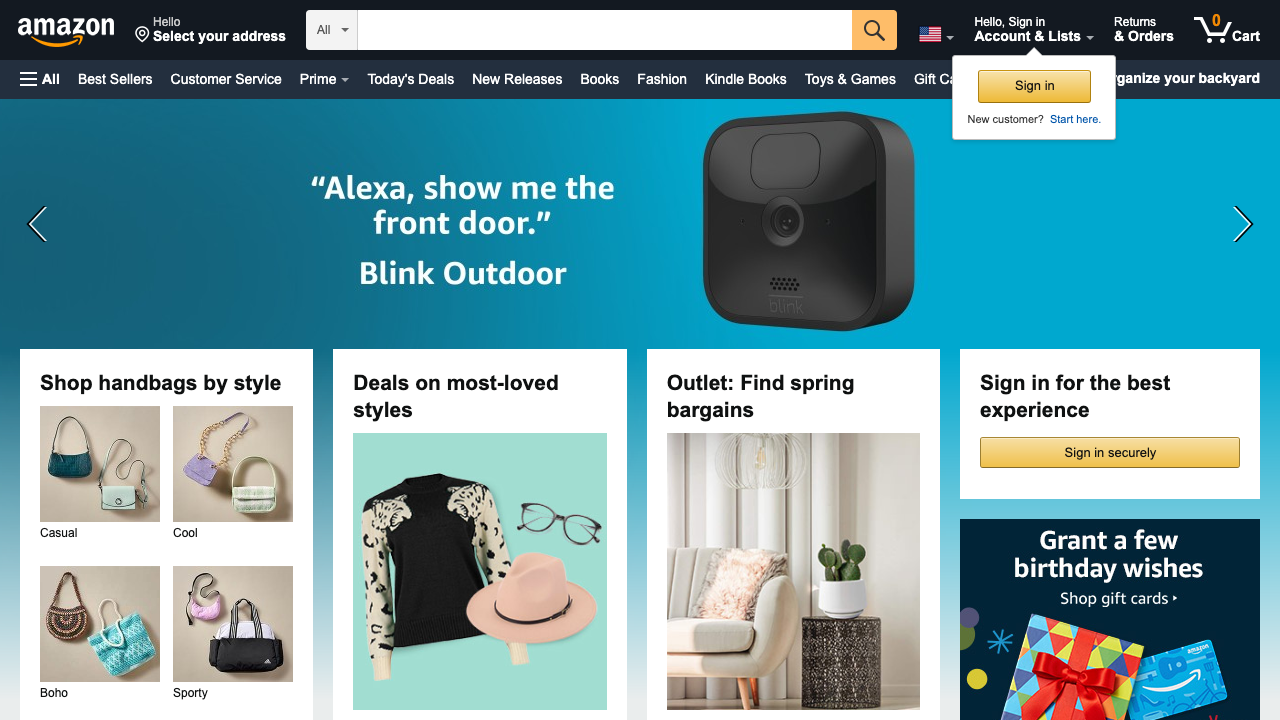 amazon
Hello
Select your address
All
Hello, Sign in
Account & Lists
Returns
& Orders
0
Cart
All
Best Sellers
Customer Service
Prime
Today's Deals
New Releases
Books
Fashion
Kindle Books
Toys & Games
Gift
organize your backyard
Sign in
New customer? Start here.
“Alexa, show me the
front door.”
Blink Outdoor
blink
Shop handbags by style
Casual
Cool
Boho
Sporty
Deals on most-loved
styles
Outlet: Find spring
bargains
Sign in for the best
experience
Sign in securely
Grant a few
birthday wishes
Shop gift cards
amazon